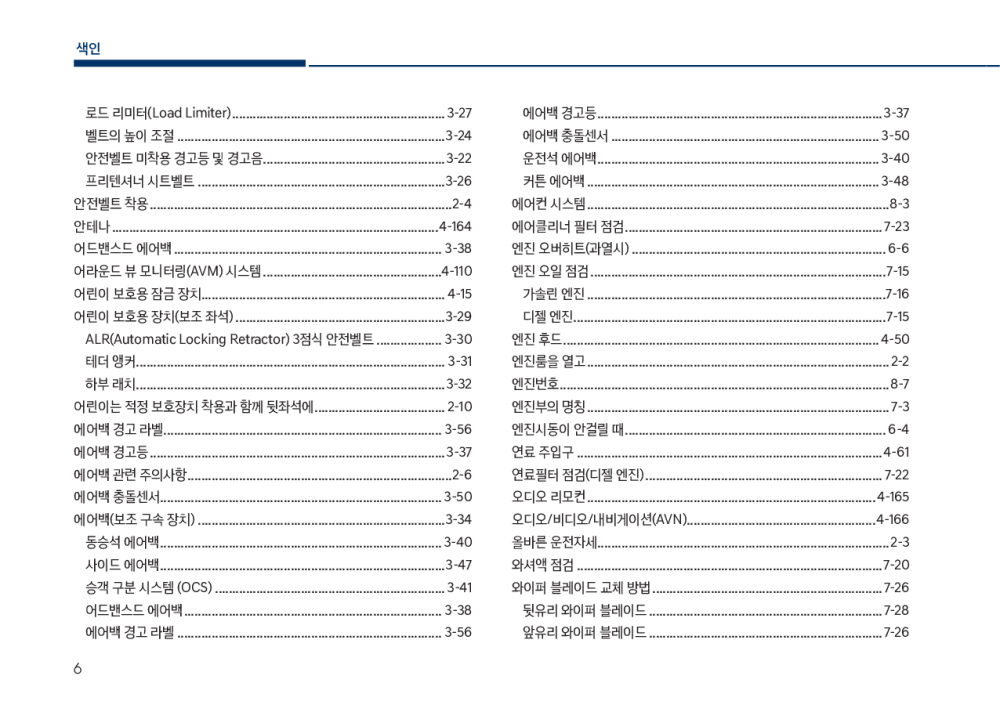 색인
로드 리미터(Load Limiter)........ 3-27
벨트의 높이 조절 ........ 3-24
안전벨트 미착용 경고등 및 경고음........ 3-22
프리텐셔너 시트벨트 ........ 3-26
안전벨트 착용........ 2-4
안테나 ........ 4-164
어드밴스드 에어백 ........ 3-38
어라운드 뷰 모니터링(AVM) 시스템........ 4-110
어린이 보호용 잠금 장치........ 4-15
어린이 보호용 장치(보조 좌석) ........ 3-29
ALR(Automatic Locking Retractor) 3점식 안전벨트 ........ 3-30
테더 앵커........ 3-31
하부 래치........ 3-32
어린이는 적정 보호장치 착용과 함께 뒷좌석에........ 2-10
에어백 경고 라벨........ 3-56
에어백 경고등........ 3-37
에어백 관련 주의사항........ 2-6
에어백 충돌센서........ 3-50
에어백(보조 구속 장치) ........ 3-34
동승석 에어백........ 3-40
사이드 에어백........ 3-47
승객 구분 시스템 (OCS) ........ 3-41
어드밴스드 에어백........ 3-38
에어백 경고 라벨 ........ 3-56
에어백 경고등........ 3-37
에어백 충돌센서 ........ 3-50
운전석 에어백........ 3-40
커튼 에어백 ........ 3-48
에어컨 시스템........ 8-3
에어클리너 필터 점검........ 7-23
엔진 오버히트(과열시) ........ 6-6
엔진 오일 점검........ 7-15
가솔린 엔진 ........ 7-16
디젤 엔진........ 7-15
엔진 후드........ 4-50
엔진룸을 열고........ 2-2
엔진번호........ 8-7
엔진부의 명칭........ 7-3
엔진시동이 안걸릴 때........ 6-4
연료 주입구 ........ 4-61
연료필터 점검(디젤 엔진)........ 7-22
오디오 리모컨........ 4-165
오디오/비디오/내비게이션(AVN)........ 4-166
올바른 운전자세........ 2-3
와셔액 점검 ........ 7-20
와이퍼 블레이드 교체 방법 ........ 7-26
뒷유리 와이퍼 블레이드 ........ 7-28
앞유리 와이퍼 블레이드 ........ 7-26
6